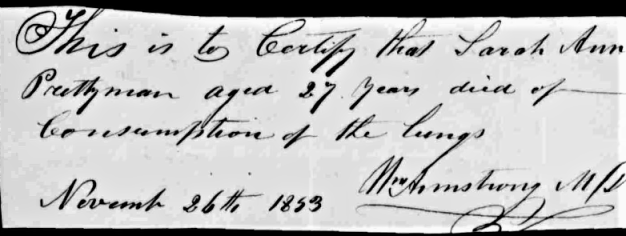 This is to Certify that Sarah Ann
Prettyman aged 27 Years died of
Consumption of the lungs
Wm Armstrong M/D
Novemb 26th 1853